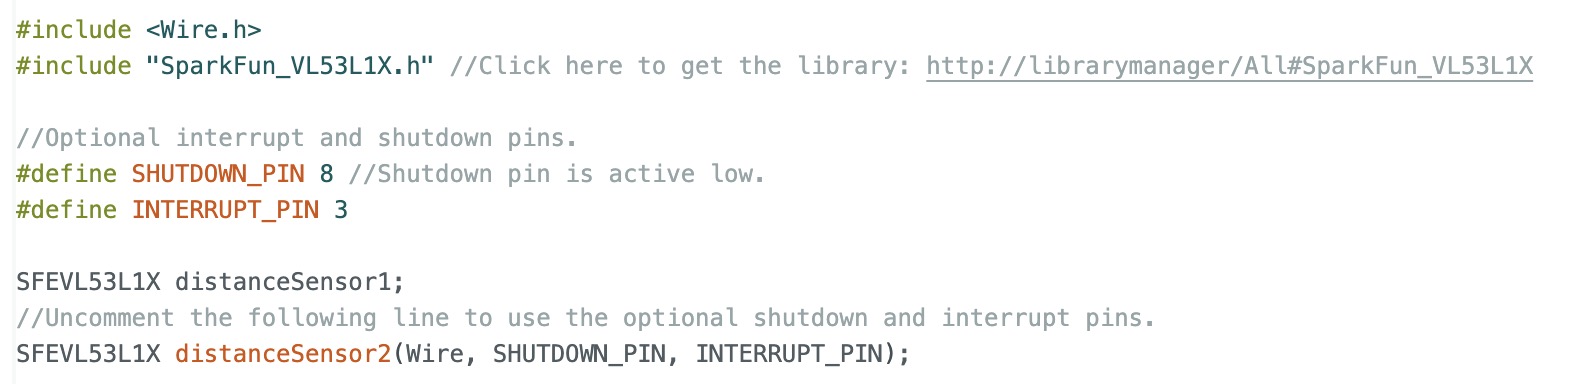 #include <Wire.h>
#include "SparkFun_VL53L1X.h" //Click here to get the library: http://librarymanager/All#SparkFun_VL53L1X
//Optional interrupt and shutdown pins.
#define SHUTDOWN_PIN 8 //Shutdown pin is active low.
#define INTERRUPT_PIN 3
SFEVL53L1X distanceSensor1;
//Uncomment the following line to use the optional shutdown and interrupt pins.
SFEVL53L1X distanceSensor2(Wire, SHUTDOWN_PIN, INTERRUPT_PIN);